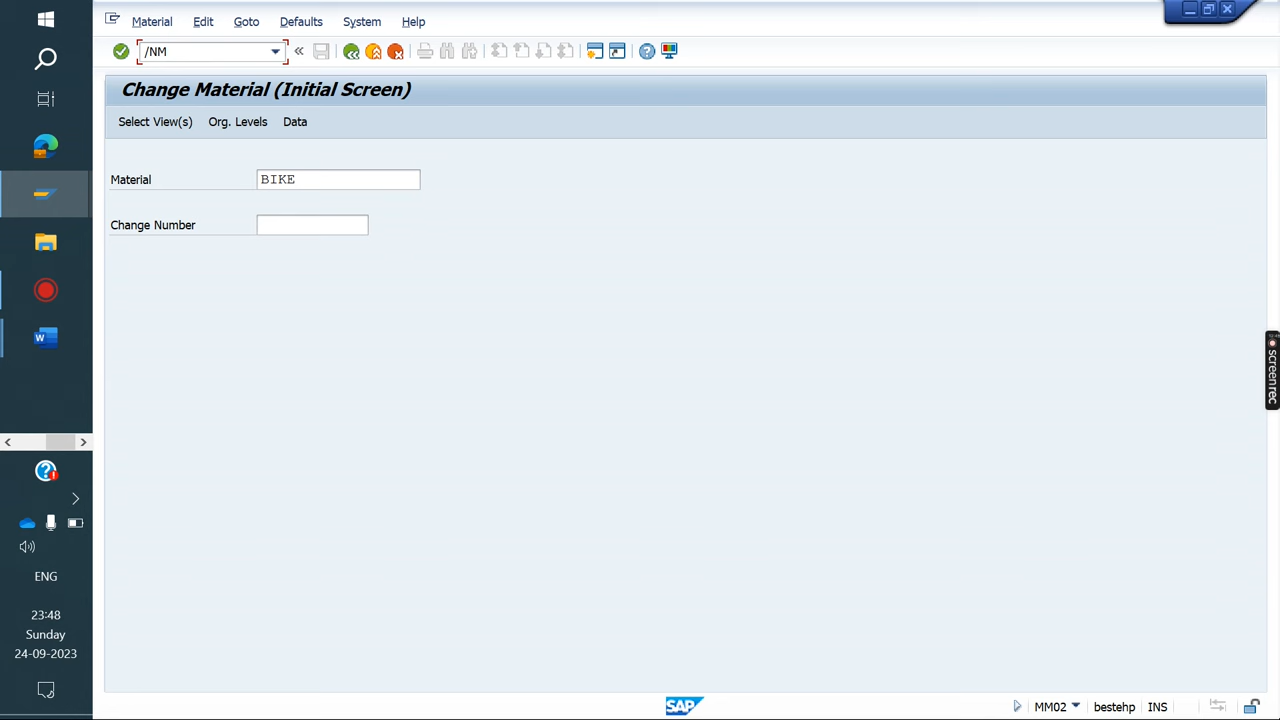 Material Edit Goto Defaults System Help
/NM
Change Material (Initial Screen)
Select View(s) Org. Levels Data
Material BIKE
Change Number
screenrec
W
ENG
23:48
Sunday
24-09-2023
SAP MM02 bestehp INS